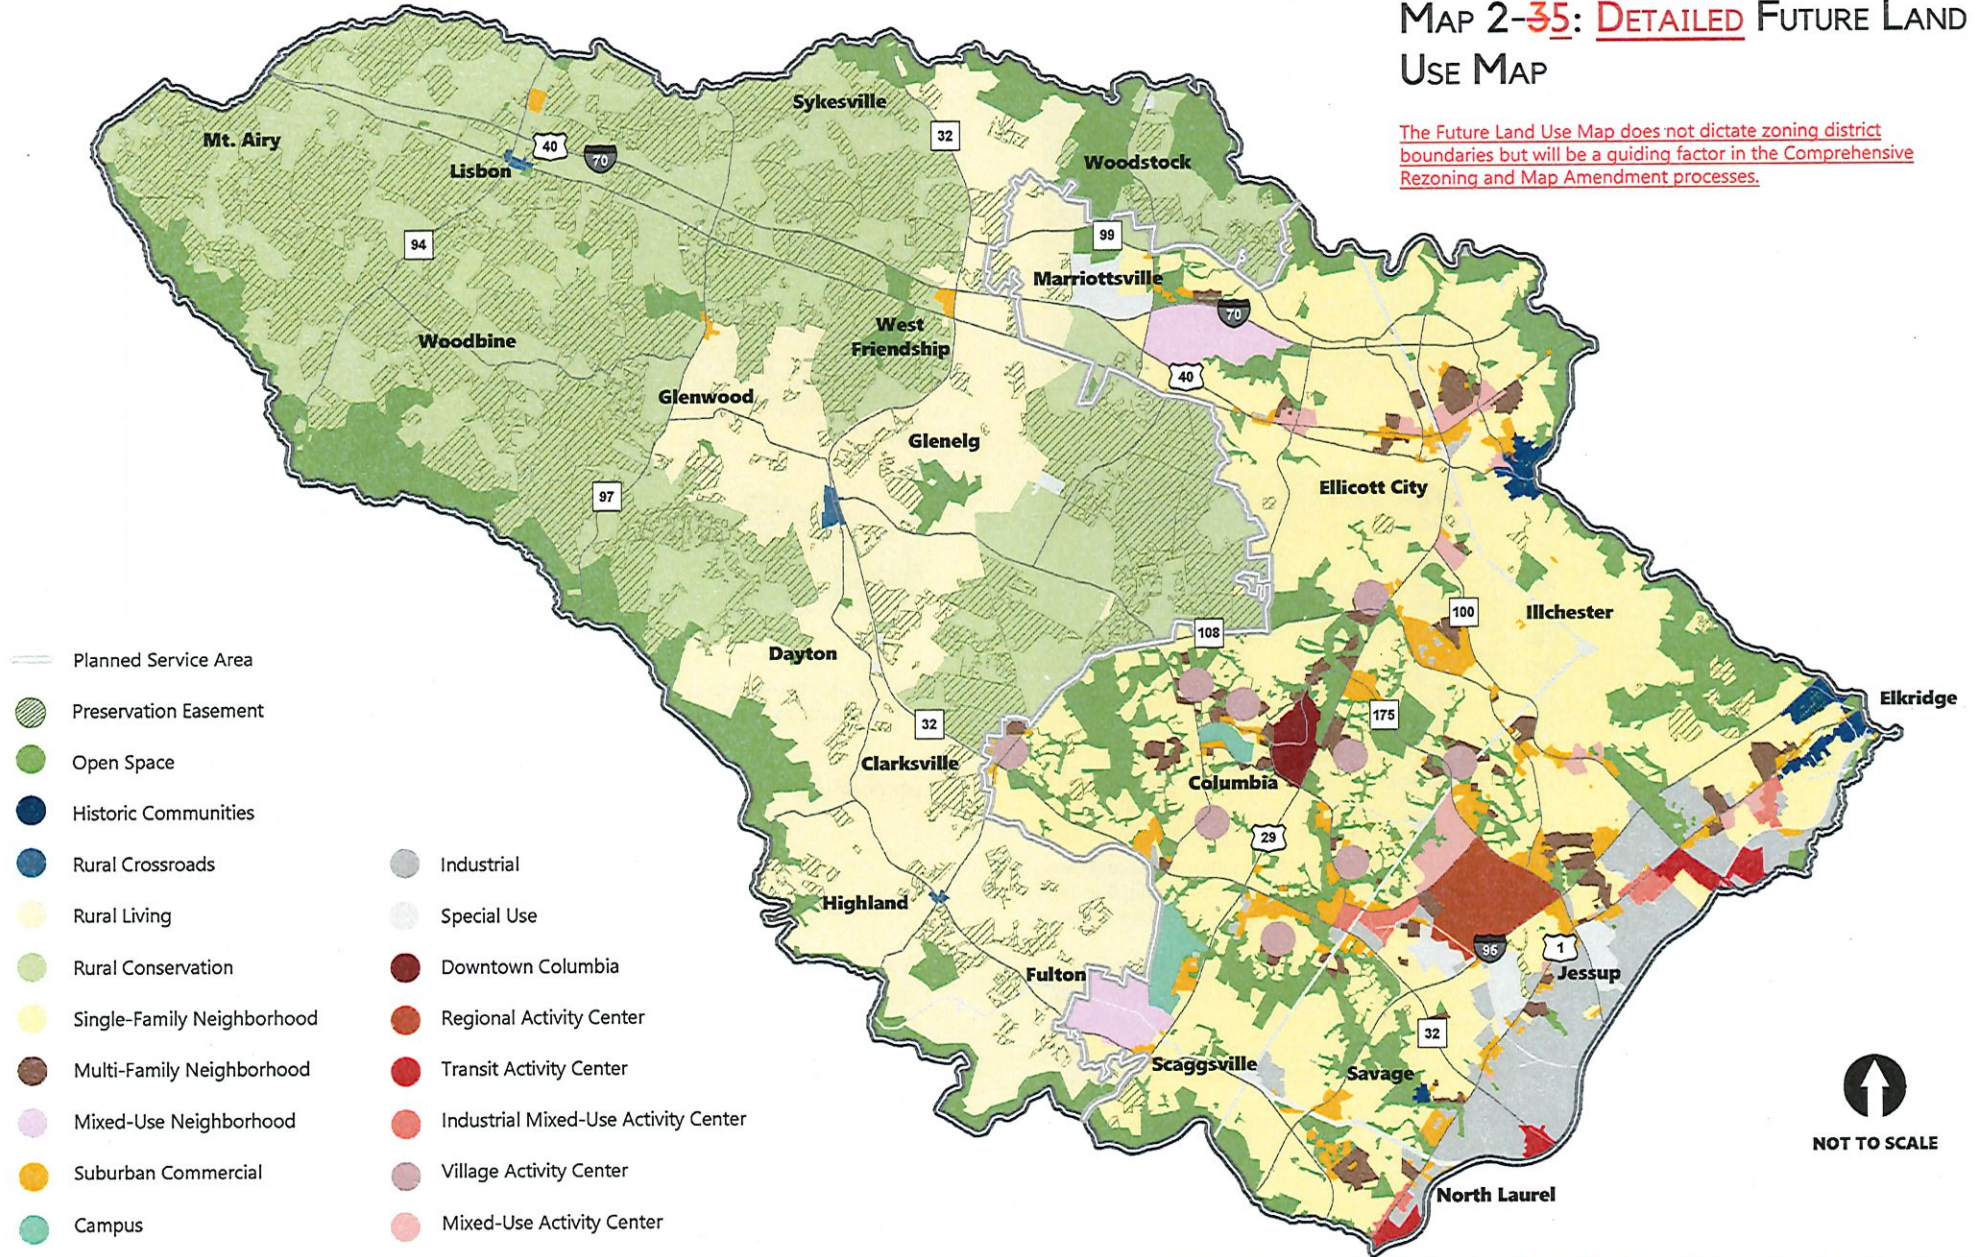 MAP 2-35: DETAILED FUTURE LAND
USE MAP
The Future Land Use Map does not dictate zoning district
boundaries but will be a guiding factor in the Comprehensive
Rezoning and Map Amendment processes.
Sykesville
Mt. Airy
32
40
70
Lisbon
Woodstock
94
99
Marriottsville
70
West
Friendship
Woodbine
40
Glenwood
Glenelg
97
Ellicott City
100
Illchester
108
Dayton
Elkridge
32
175
Clarksville
Columbia
29
Highland
95
1
Fulton
Jessup
32
Scaggsville
Savage
North Laurel
Planned Service Area
Preservation Easement
Open Space
Historic Communities
Rural Crossroads
Rural Living
Rural Conservation
Single-Family Neighborhood
Multi-Family Neighborhood
Mixed-Use Neighborhood
Suburban Commercial
Campus
Industrial
Special Use
Downtown Columbia
Regional Activity Center
Transit Activity Center
Industrial Mixed-Use Activity Center
Village Activity Center
Mixed-Use Activity Center
NOT TO SCALE